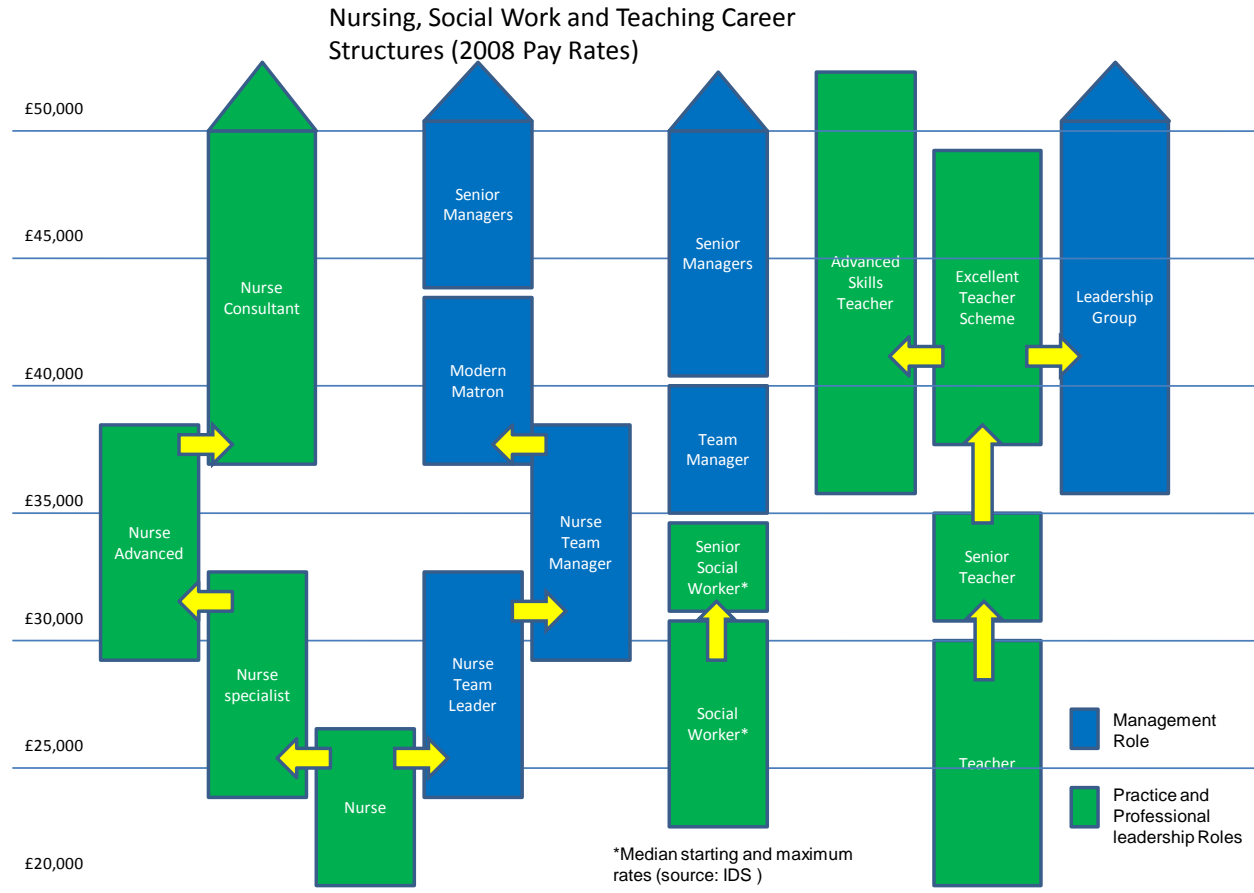 Nursing, Social Work and Teaching Career
Structures (2008 Pay Rates)
£50,000
£45,000
£40,000
£35,000
£30,000
£25,000
£20,000
Nurse
Consultant
Nurse
Advanced
Nurse
specialist
Nurse
Senior
Managers
Modern
Matron
Nurse
Team
Manager
Nurse
Team
Leader
Senior
Managers
Team
Manager
Senior
Social
Worker*
Social
Worker*
Advanced
Skills
Teacher
Excellent
Teacher
Scheme
Leadership
Group
Senior
Teacher
Teacher
Management
Role
Practice and
Professional
leadership Roles
*Median starting and maximum
rates (source: IDS )